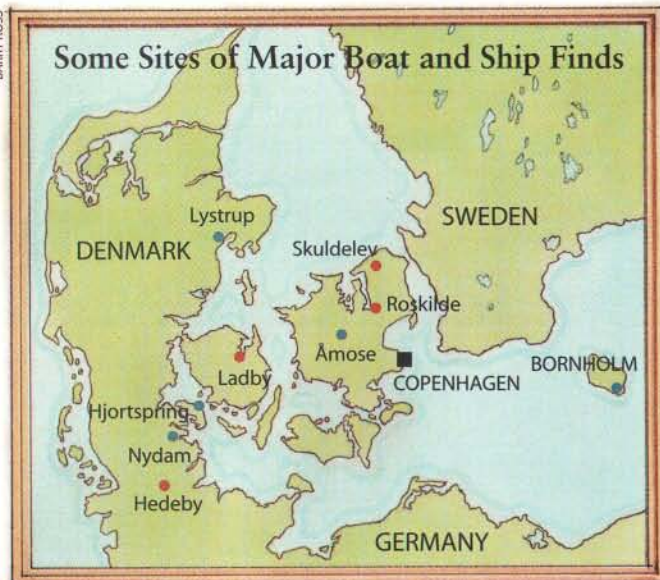 Some Sites of Major Boat and Ship Finds
Lystrup
SWEDEN
DENMARK
Skuldelev
Roskilde
Åmose
Ladby
BORNHOLM
COPENHAGEN
Hjortspring
Nydam
Hedeby
GERMANY